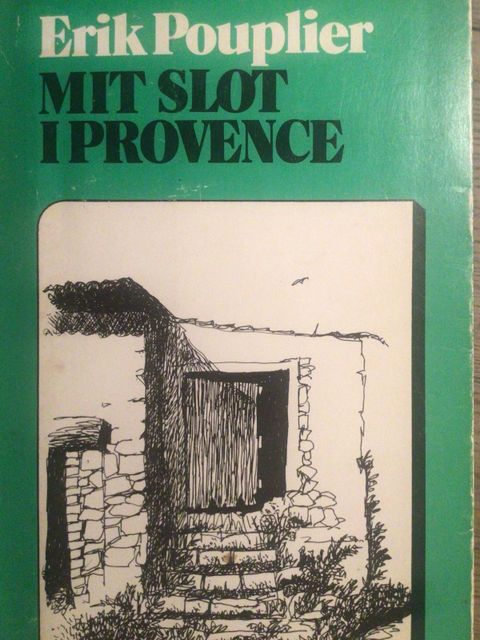 Erik Pouplier
MIT SLOT
I PROVENCE